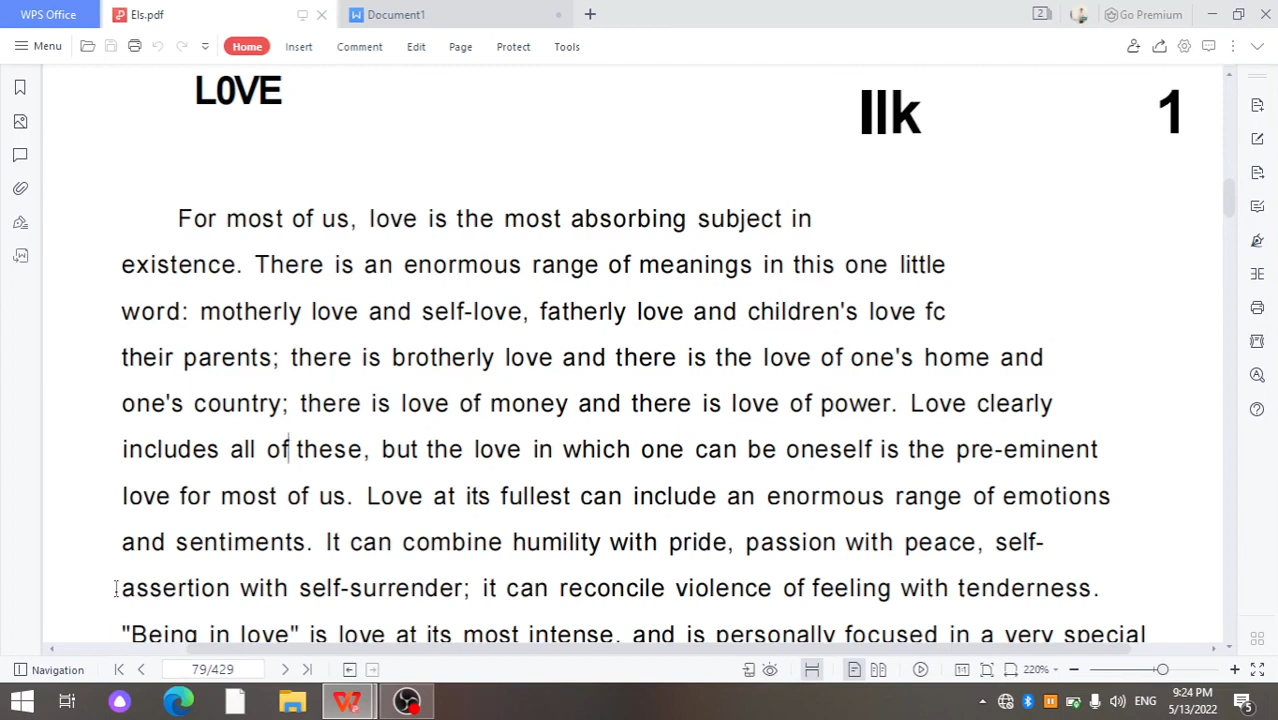 WPS Office
Els.pdf
Document1
Go Premium
Menu
Home
Insert
Comment
Edit
Page
Protect
Tools
L0VE
IIk
1
For most of us, love is the most absorbing subject in
existence. There is an enormous range of meanings in this one little
word: motherly love and self-love, fatherly love and children's love fc
their parents; there is brotherly love and there is the love of one's home and
one's country; there is love of money and there is love of power. Love clearly
includes all of these, but the love in which one can be oneself is the pre-eminent
love for most of us. Love at its fullest can include an enormous range of emotions
and sentiments. It can combine humility with pride, passion with peace, self-
assertion with self-surrender; it can reconcile violence of feeling with tenderness.
"Being in love" is love at its most intense, and is personally focused in a very special
Navigation
79/429
220%
ENG
9:24 PM
5/13/2022
5